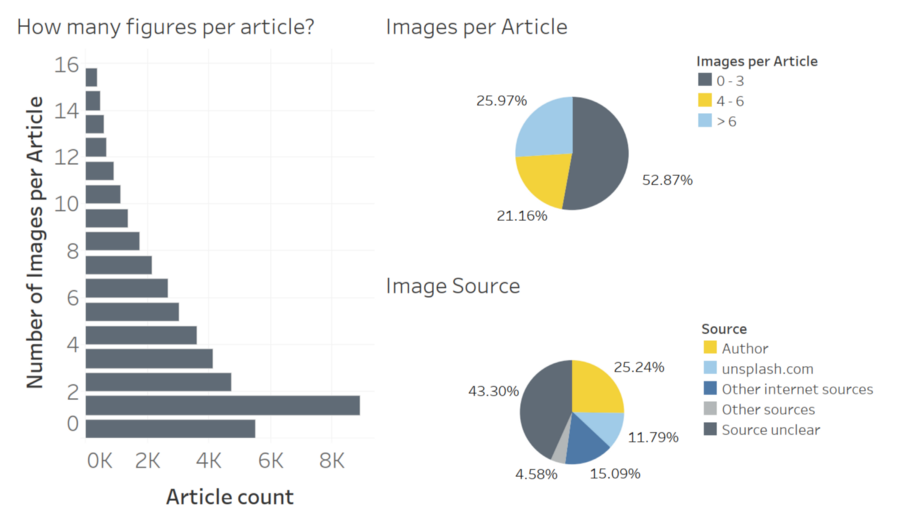 How many figures per article?
16
14
12
10
8
6
4
2
0
Number of Images per Article
0K 2K 4K 6K 8K
Article count
Images per Article
25.97%
52.87%
21.16%
Images per Article
0 - 3
4 - 6
> 6
Image Source
25.24%
43.30%
11.79%
4.58%
15.09%
Source
Author
unsplash.com
Other internet sources
Other sources
Source unclear